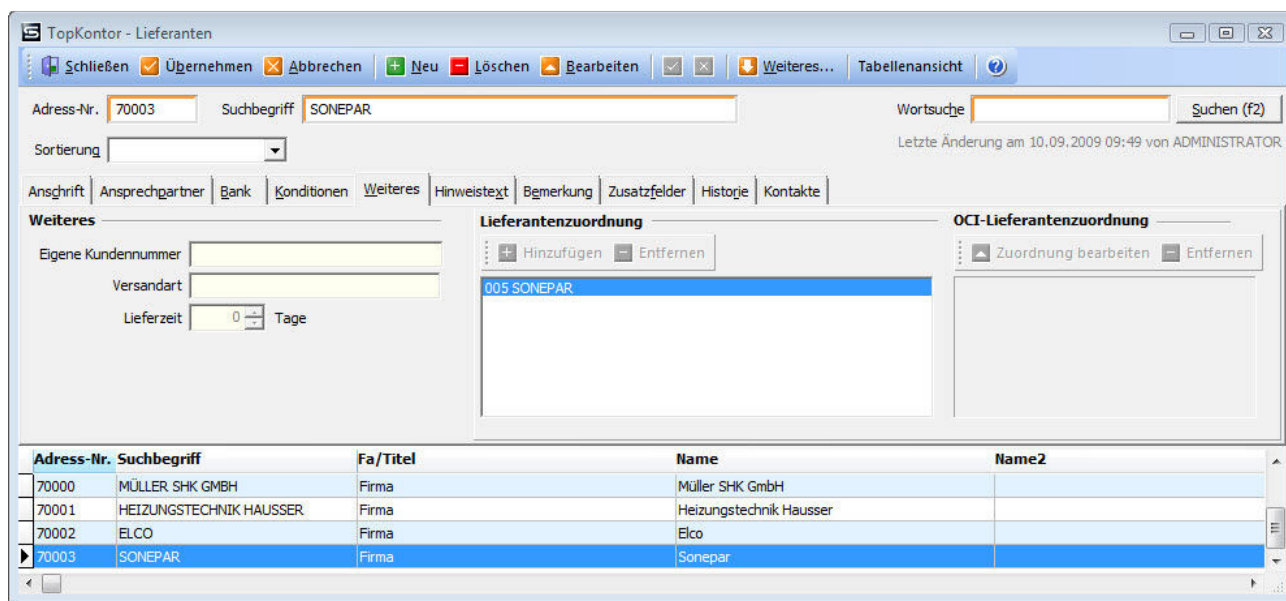 TopKontor - Lieferanten
Schließen Übernehmen Abbrechen Neu Löschen Bearbeiten Weiteres... Tabellenansicht
Adress-Nr. 70003 Suchbegriff SONEPAR Wortsuche Suchen (f2)
Letzte Änderung am 10.09.2009 09:49 von ADMINISTRATOR
Sortierung
Anschrift Ansprechpartner Bank Konditionen Weiteres Hinweistext Bemerkung Zusatzfelder Historie Kontakte
Weiteres Lieferantenzuordnung OCI-Lieferantenzuordnung
Eigene Kundennummer Hinzufügen Entfernen Zuordnung bearbeiten Entfernen
Versandart 005 SONEPAR
Lieferzeit 0 Tage
Adress-Nr. Suchbegriff Fa/Titel Name Name2
70000 MÜLLER SHK GMBH Firma Müller SHK GmbH
70001 HEIZUNGSTECHNIK HAUSSER Firma Heizungstechnik Hausser
70002 ELCO Firma Elco
70003 SONEPAR Firma Sonepar